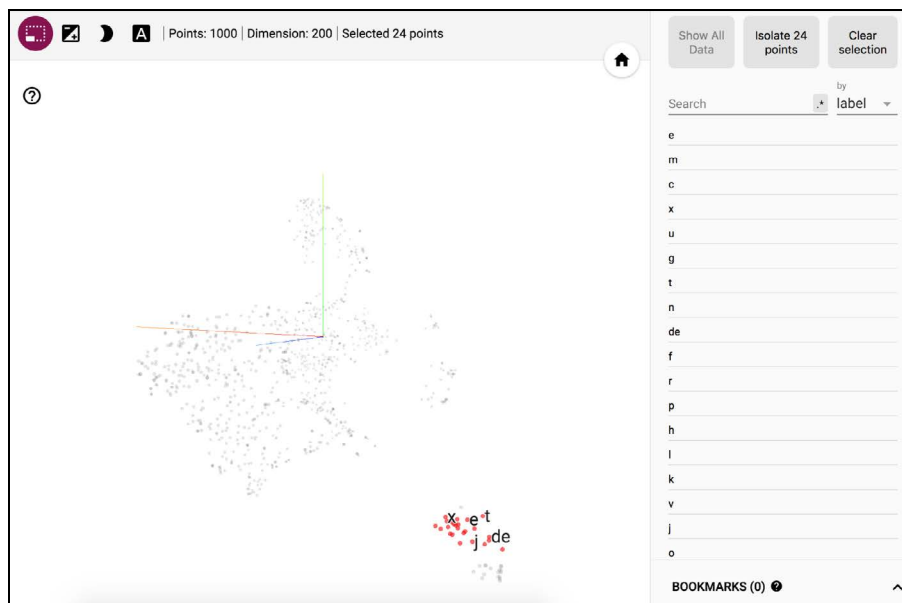 A | Points: 1000 | Dimension: 200 | Selected 24 points
Show All
Data
Isolate 24
points
Clear
selection
by
Search .* label
e
m
c
x
u
g
t
n
de
f
r
p
h
l
k
v
j
o
x e t
j de
BOOKMARKS (0)